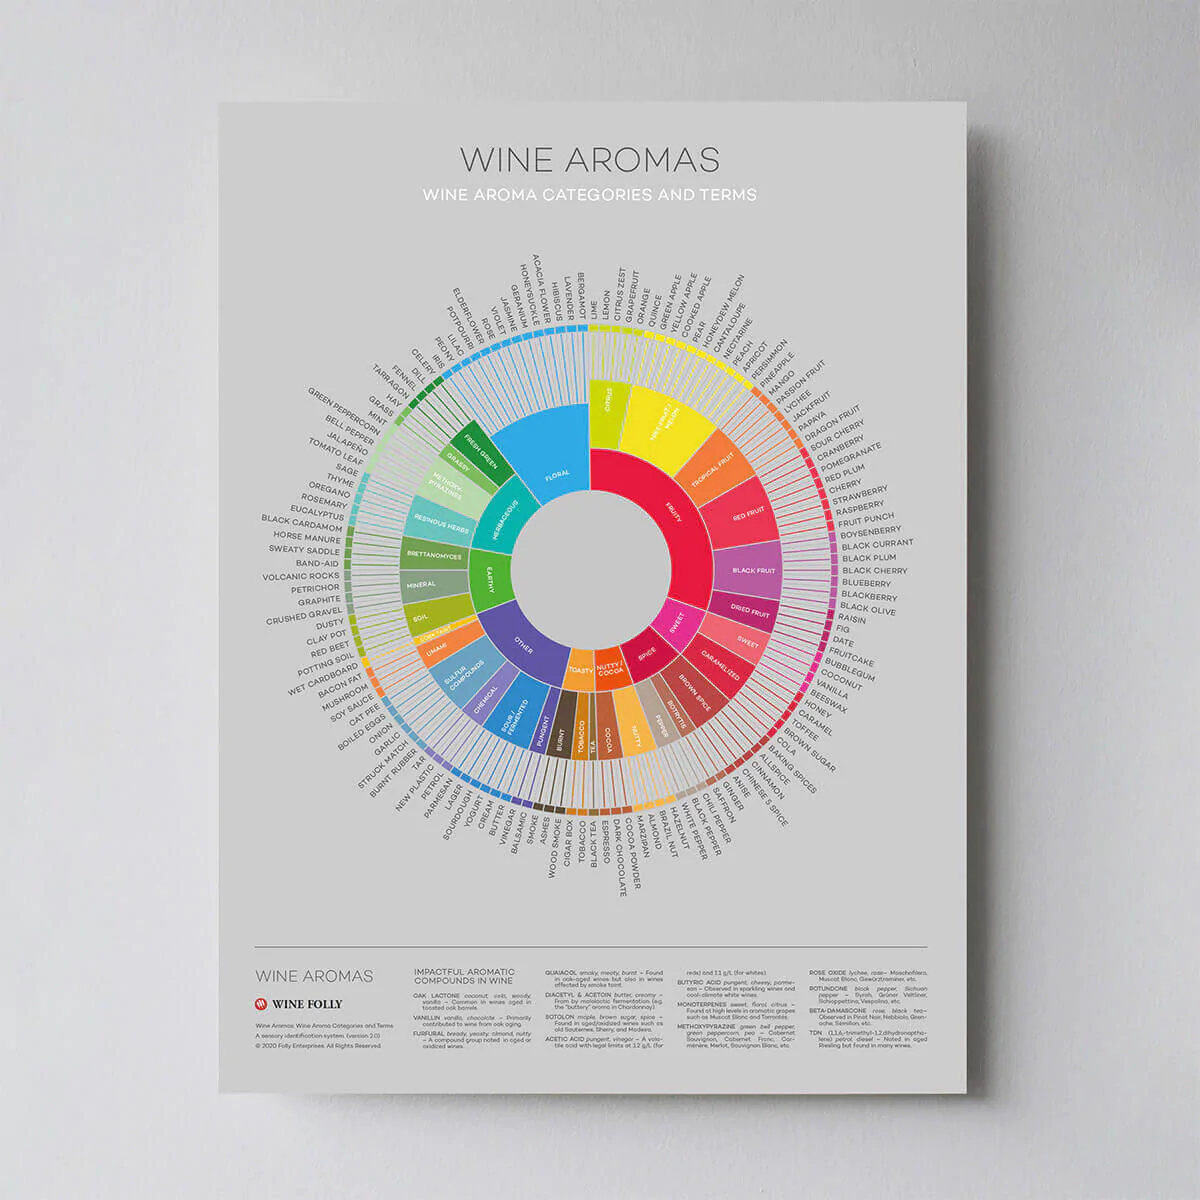 WINE AROMAS
WINE AROMA CATEGORIES AND TERMS
LIME
LEMON
CITRUS ZEST
GRAPEFRUIT
ORANGE
QUINCE
GREEN APPLE
YELLOW APPLE
COOKED APPLE
PEAR
HONEYDEW MELON
CANTALOUPE
NECTARINE
PEACH
APRICOT
PERSIMMON
PINEAPPLE
MANGO
PASSION FRUIT
LYCHEE
JACKFRUIT
PAPAYA
DRAGON FRUIT
SOUR CHERRY
CRANBERRY
POMEGRANATE
RED PLUM
CHERRY
STRAWBERRY
RASPBERRY
FRUIT PUNCH
BOYSENBERRY
BLACK CURRANT
BLACK PLUM
BLACK CHERRY
BLUEBERRY
BLACKBERRY
BLACK OLIVE
RAISIN
FIG
DATE
FRUITCAKE
BUBBLEGUM
COCONUT
VANILLA
BEESWAX
HONEY
CARAMEL
TOFFEE
BROWN SUGAR
COLA
BAKING SPICES
ALLSPICE
CINNAMON
CHINESE 5 SPICE
ANISE
GINGER
SAFFRON
CHILI PEPPER
BLACK PEPPER
WHITE PEPPER
HAZELNUT
BRAZIL NUT
ALMOND
MARZIPAN
COCOA POWDER
DARK CHOCOLATE
ESPRESSO
BLACK TEA
TOBACCO
CIGAR BOX
WOOD SMOKE
ASHES
SMOKE
BALSAMIC
VINEGAR
BUTTER
CREAM
YOGURT
SOURDOUGH
LAGER
PARMESAN
PETROL
NEW PLASTIC
TAR
BURNT RUBBER
STRUCK MATCH
GARLIC
ONION
BOILED EGGS
CAT PEE
SOY SAUCE
MUSHROOM
BACON FAT
WET CARDBOARD
POTTING SOIL
RED BEET
CLAY POT
DUSTY
CRUSHED GRAVEL
GRAPHITE
PETRICHOR
VOLCANIC ROCKS
BAND-AID
SWEATY SADDLE
HORSE MANURE
BLACK CARDAMOM
EUCALYPTUS
ROSEMARY
OREGANO
THYME
SAGE
TOMATO LEAF
JALAPEÑO
BELL PEPPER
GREEN PEPPERCORN
MINT
GRASS
HAY
TARRAGON
FENNEL
DILL
CELERY
IRIS
PEONY
LILAC
POTPOURRI
ELDERFLOWER
ROSE
VIOLET
JASMINE
GERANIUM
HONEYSUCKLE
ACACIA FLOWER
HIBISCUS
LAVENDER
BERGAMOT
CITRUS
TREE FRUIT /
MELON
TROPICAL FRUIT
RED FRUIT
BLACK FRUIT
DRIED FRUIT
SWEET
CARAMELIZED
BROWN SPICE
BOTRYTIS
PEPPER
NUTTY
COCOA
TEA
TOBACCO
BURNT
PUNGENT
SOUR /
FERMENTED
CHEMICAL
SULFUR
COMPOUNDS
UMAMI
CORK TAINT
SOIL
MINERAL
BRETTANOMYCES
RESINOUS HERBS
METHOXY-
PYRAZINES
GRASSY
FRESH GREEN
FLORAL
FRUITY
SWEET
SPICE
NUTTY /
COCOA
TOASTY
OTHER
EARTHY
HERBACEOUS
WINE AROMAS
WINE FOLLY
Wine Aromas: Wine Aroma Categories and Terms
A sensory identification system. (version 2.0)
© 2020 Folly Enterprises. All Rights Reserved
IMPACTFUL AROMATIC
COMPOUNDS IN WINE
OAK LACTONE coconut, oak, woody,
vanilla – Common in wines aged in
toasted oak barrels.
VANILLIN vanilla, chocolate – Primarily
contributed to wine from oak aging.
FURFURAL bready, yeasty, almond, nutty
– A compound group noted in aged or
oxidized wines.
GUAIACOL smoky, meaty, burnt – Found
in oak-aged wines but also in wines
affected by smoke taint.
DIACETYL & ACETOIN butter, creamy –
From by malolactic fermentation (e.g.
the "buttery" aroma in Chardonnay).
SOTOLON maple, brown sugar, spice –
Found in aged/oxidized wines such as
old Sauternes, Sherry, and Madeira.
ACETIC ACID pungent, vinegar – A vola-
tile acid with legal limits at 1.2 g/L (for
reds) and 1.1 g/L (for whites).
BUTYRIC ACID pungent, cheesy, parme-
san – Observed in sparkling wines and
cool-climate white wines.
MONOTERPENES sweet, floral, citrus –
Found at high levels in aromatic grapes
such as Muscat Blanc and Torrontés.
METHOXYPYRAZINE green bell pepper,
green peppercorn, pea – Cabernet
Sauvignon, Cabernet Franc, Car-
menère, Merlot, Sauvignon Blanc, etc.
ROSE OXIDE lychee, rose– Moschofilero,
Muscat Blanc, Gewürztraminer, etc.
ROTUNDONE black pepper, Sichuan
pepper – Syrah, Grüner Veltliner,
Schioppettino, Vespolina, etc.
BETA-DAMASCONE rose, black tea–
Observed in Pinot Noir, Nebbiolo, Gren-
ache, Sémillon, etc.
TDN (1,1,6,-trimethyl-1,2,dihydronaptha-
lene) petrol, diesel – Noted in aged
Riesling but found in many wines.